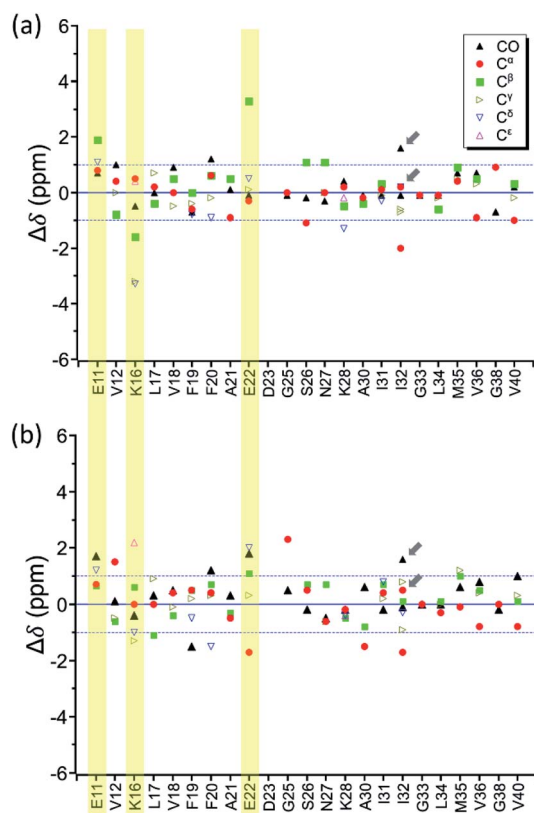 (a)
Δδ (ppm)
6
4
2
0
-2
-4
-6
CO
Cα
Cβ
Cγ
Cδ
Cε
E11 V12 K16 L17 V18 F19 F20 A21 E22 D23 G25 S26 N27 K28 A30 I31 I32 G33 L34 M35 V36 G38 V40
(b)
Δδ (ppm)
6
4
2
0
-2
-4
-6
E11 V12 K16 L17 V18 F19 F20 A21 E22 D23 G25 S26 N27 K28 A30 I31 I32 G33 L34 M35 V36 G38 V40